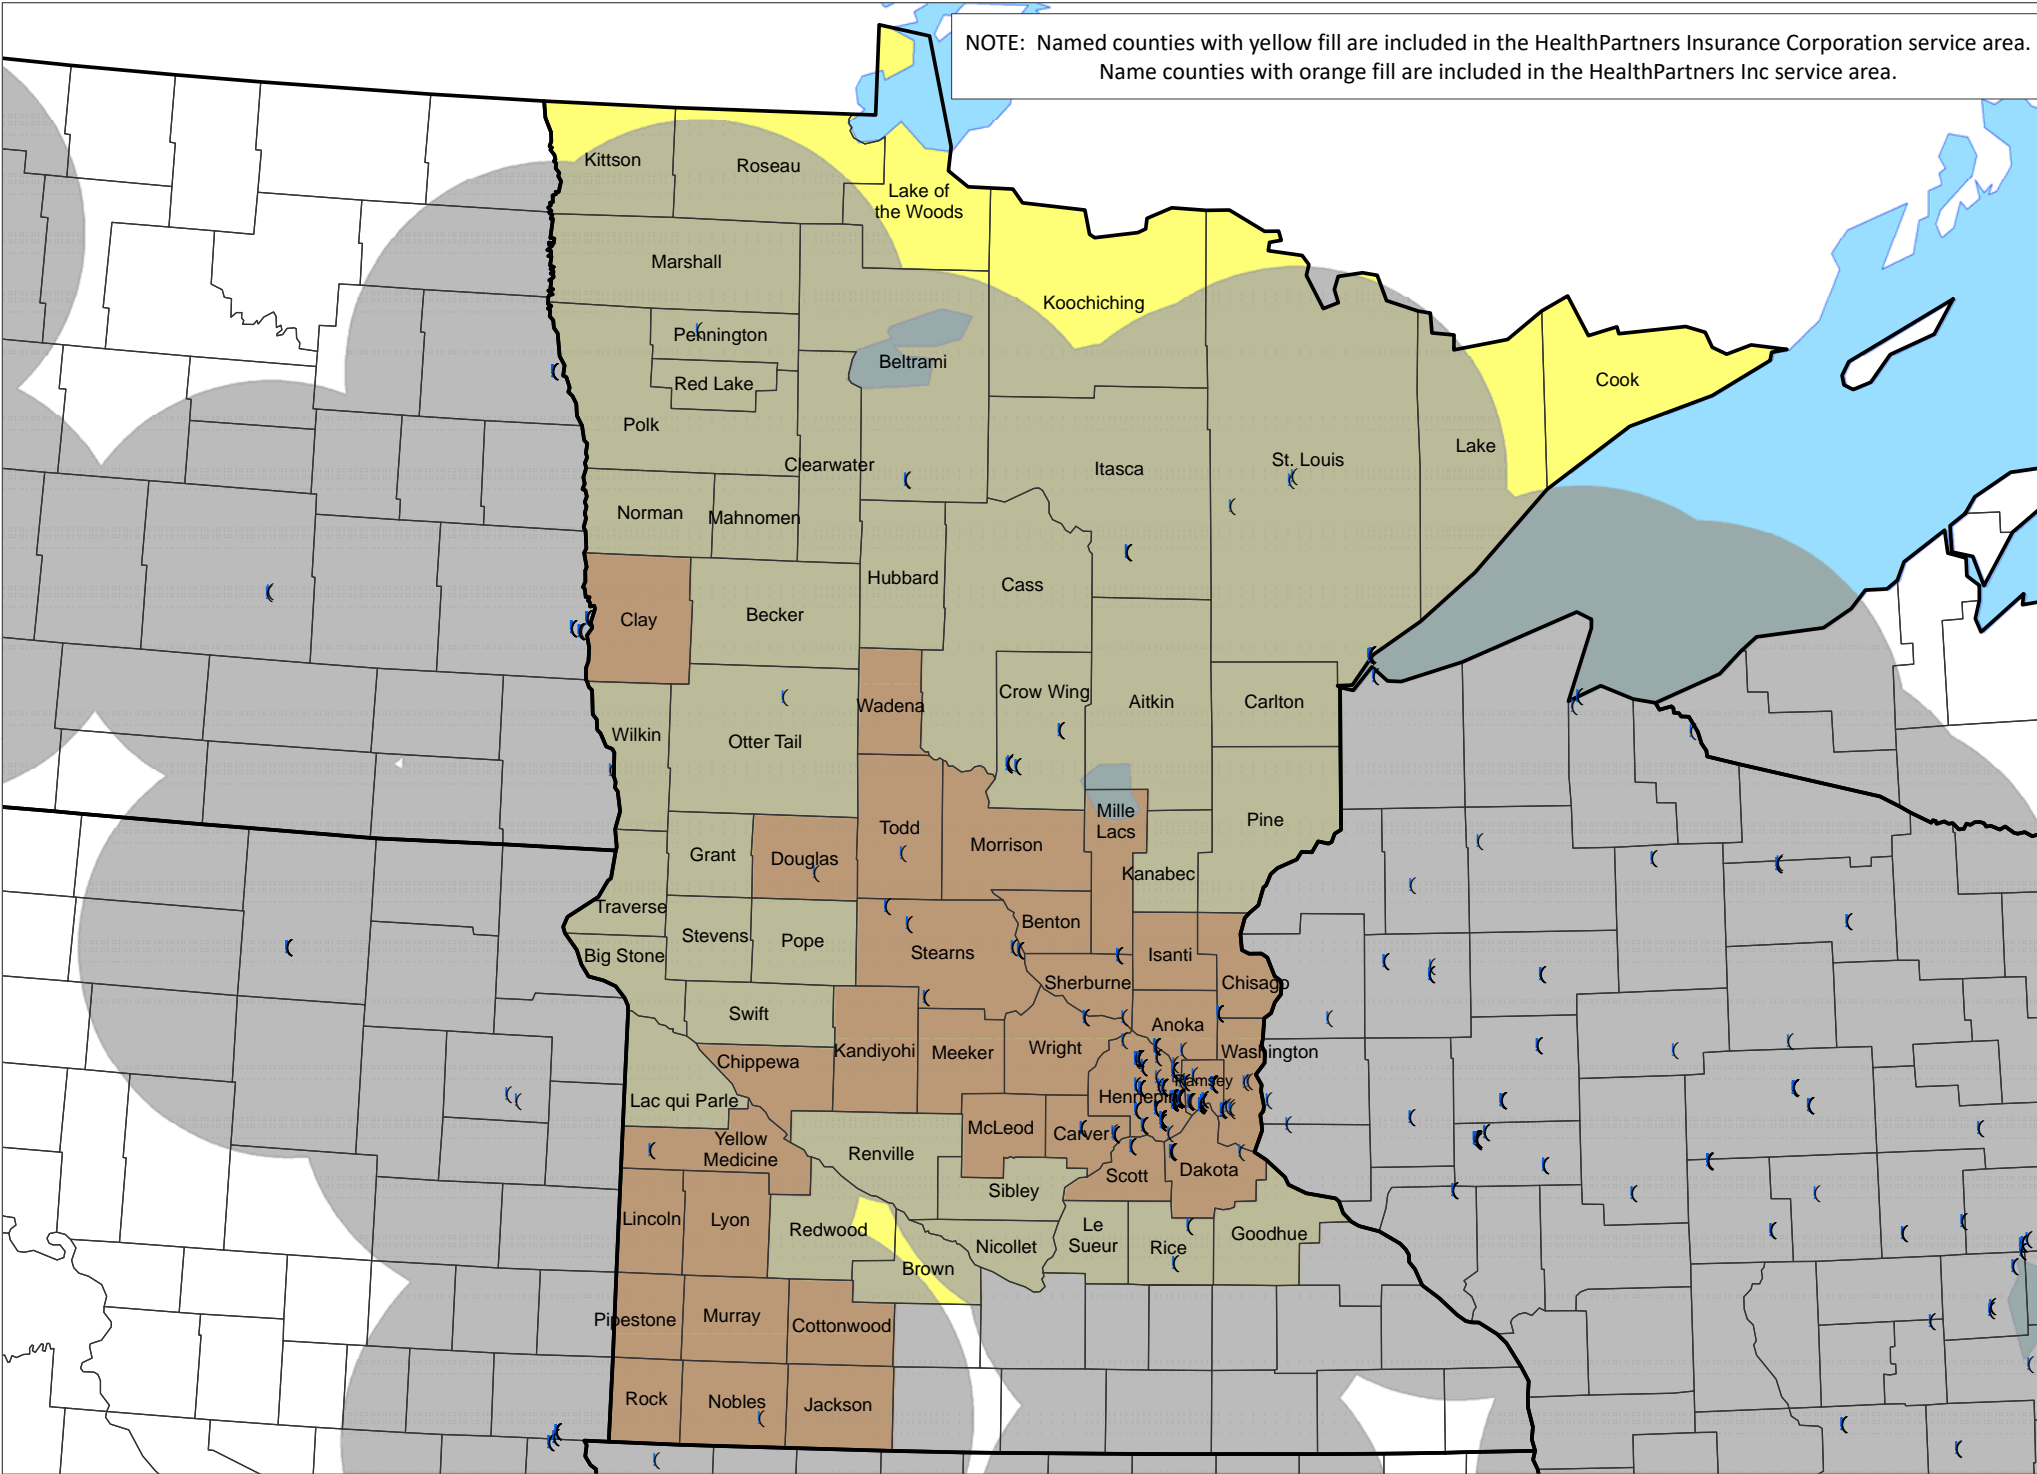 NOTE: Named counties with yellow fill are included in the HealthPartners Insurance Corporation service area.
Name counties with orange fill are included in the HealthPartners Inc service area.
Kittson
Roseau
Lake of
the Woods
Marshall
Koochiching
Pennington
Beltrami
Red Lake
Cook
Polk
Lake
Clearwater
Itasca
St. Louis
Norman
Mahnomen
Hubbard
Cass
Clay
Becker
Crow Wing
Wadena
Aitkin
Carlton
Wilkin
Otter Tail
Mille
Lacs
Pine
Todd
Morrison
Grant
Douglas
Kanabec
Traverse
Benton
Stevens
Pope
Stearns
Isanti
Big Stone
Sherburne
Chisago
Swift
Anoka
Kandiyohi
Meeker
Wright
Washington
Chippewa
Ramsey
Hennepin
Lac qui Parle
McLeod
Carver
Yellow
Medicine
Renville
Scott
Dakota
Sibley
Lincoln
Lyon
Redwood
Le
Sueur
Rice
Goodhue
Nicollet
Brown
Pipestone
Murray
Cottonwood
Rock
Nobles
Jackson